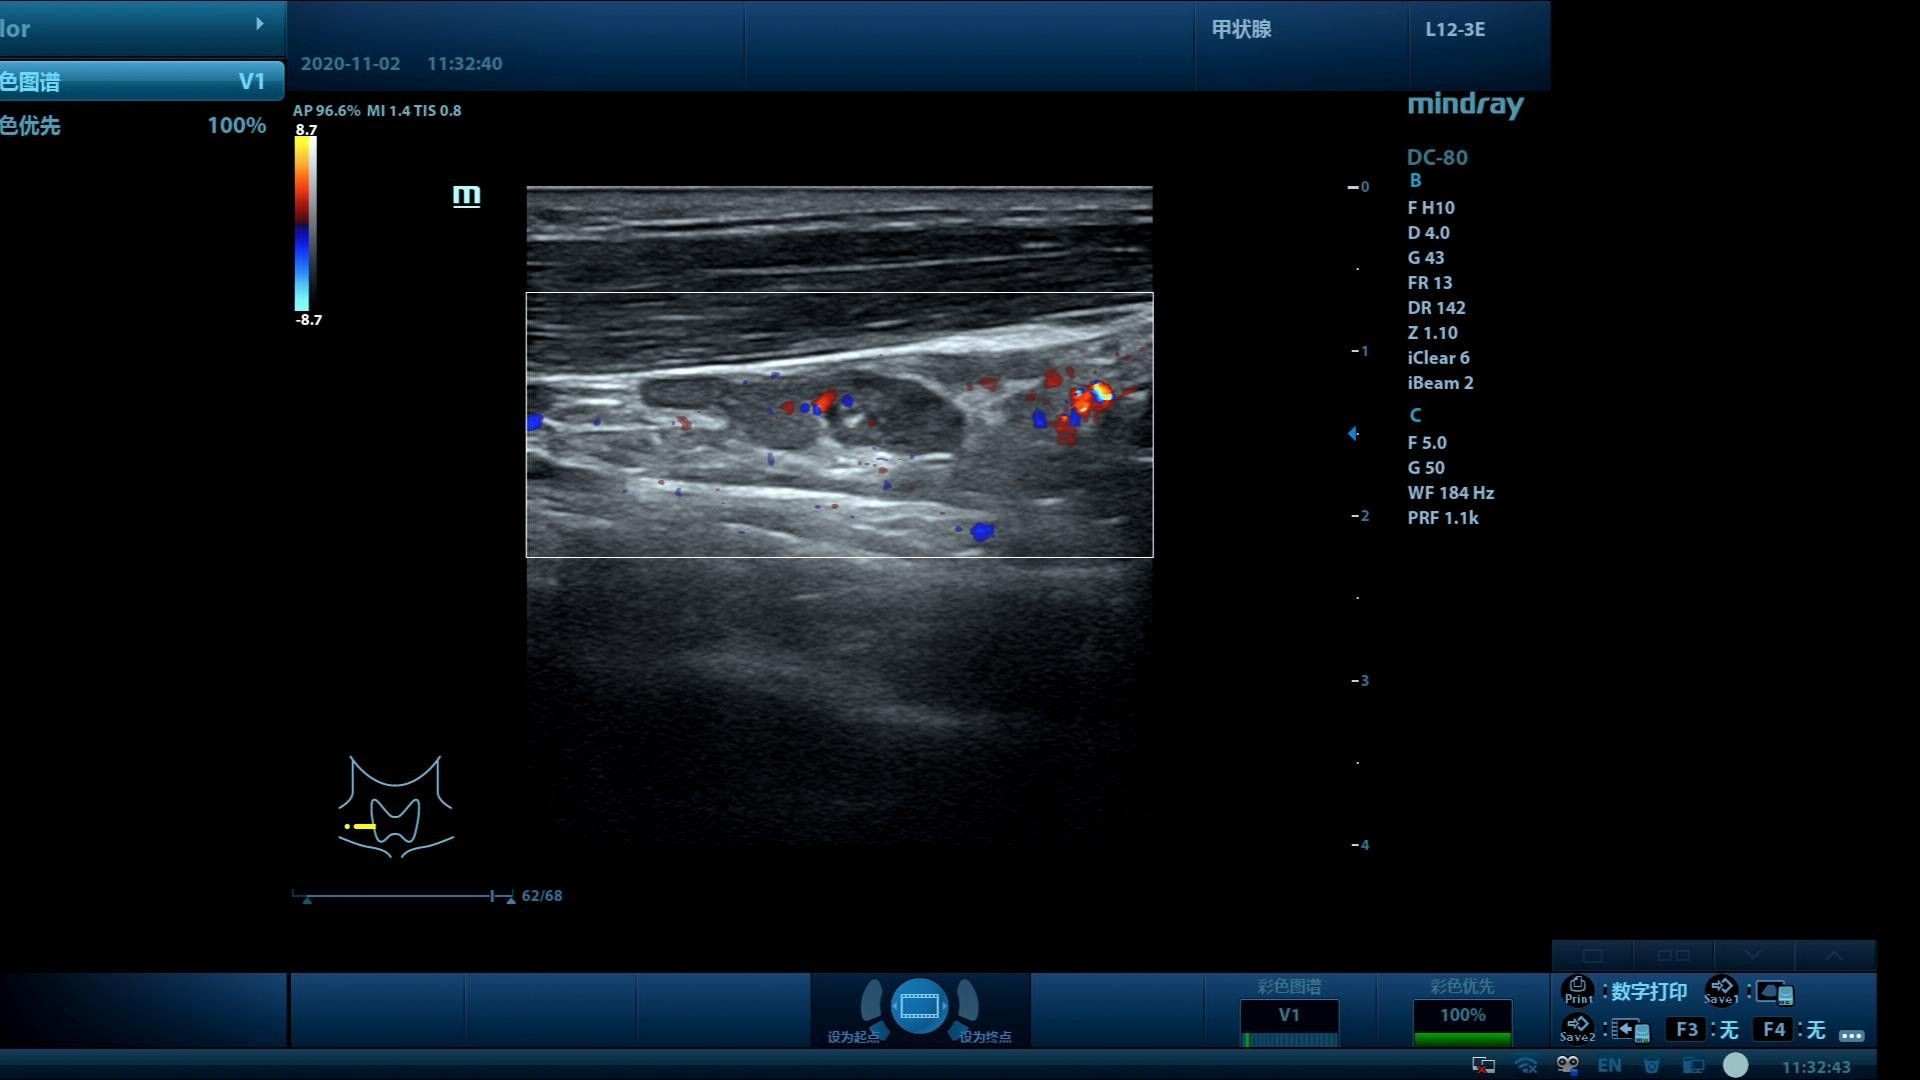 lor
色图谱 V1
色优先 100%
2020-11-02 11:32:40
甲状腺
L12-3E
AP 96.6% MI 1.4 TIS 0.8
8.7
-8.7
m
mindray
DC-80
B
F H10
D 4.0
G 43
FR 13
DR 142
Z 1.10
iClear 6
iBeam 2
C
F 5.0
G 50
WF 184 Hz
PRF 1.1k
0
1
2
3
4
62/68
设为起点
设为终点
彩色图谱
V1
彩色优先
100%
Print : 数字打印 Save1 :
Save2 : F3 : 无 F4 : 无
EN
11:32:43